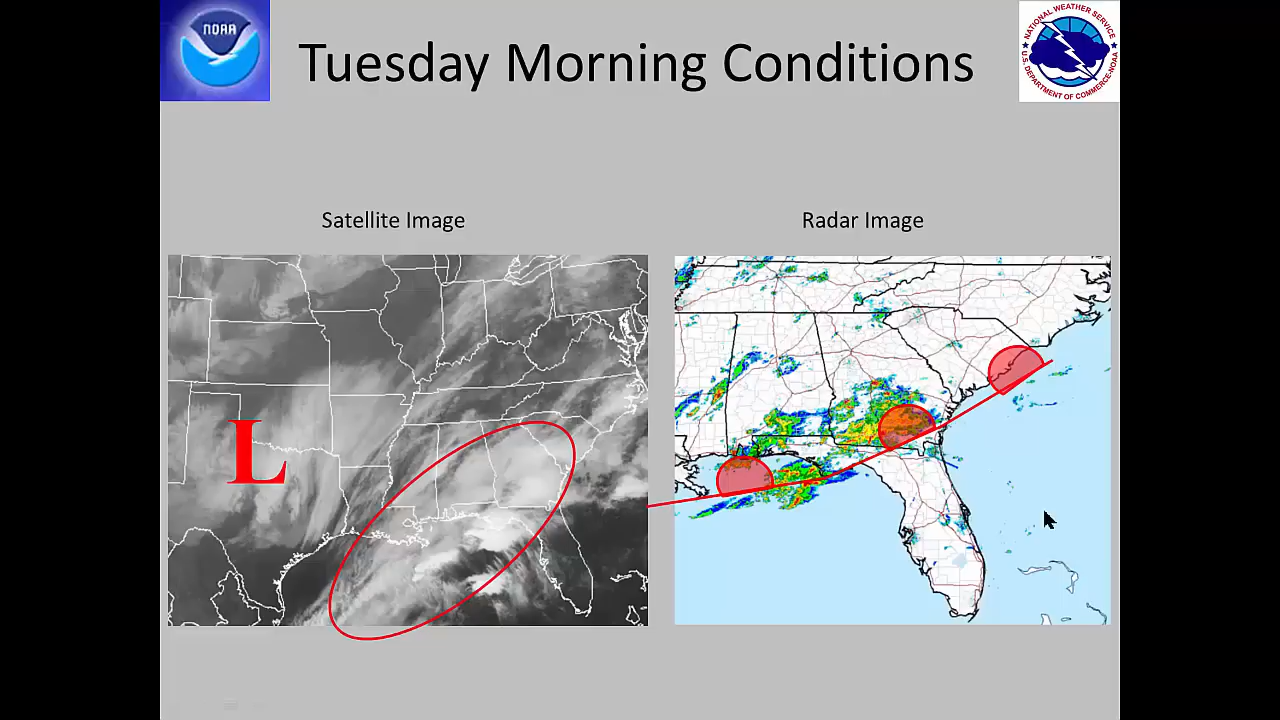 NOAA
Tuesday Morning Conditions
NATIONAL WEATHER SERVICE
U.S. DEPARTMENT OF COMMERCE-NOAA
Satellite Image
Radar Image
L